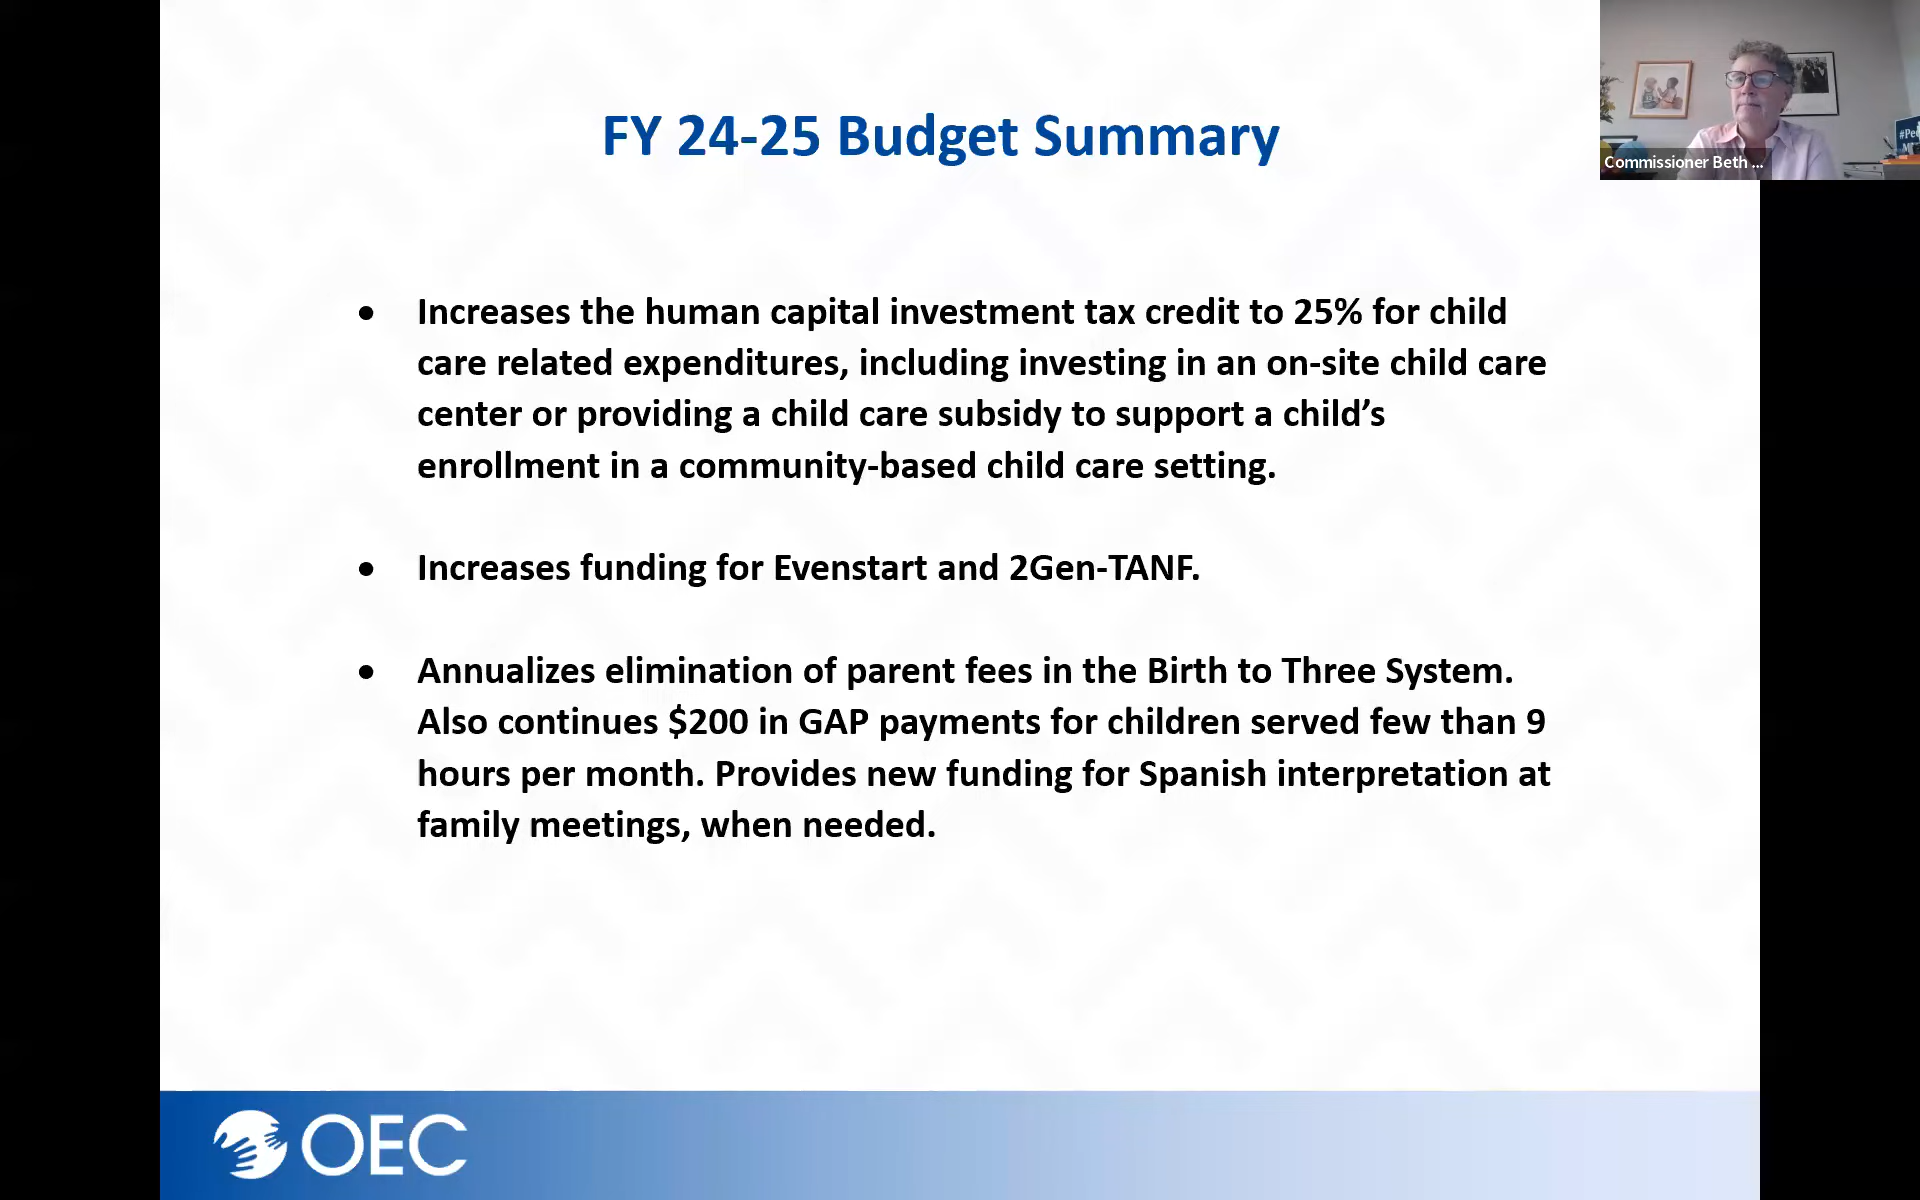 FY 24-25 Budget Summary
Commissioner Beth ...
• Increases the human capital investment tax credit to 25% for child
care related expenditures, including investing in an on-site child care
center or providing a child care subsidy to support a child’s
enrollment in a community-based child care setting.
• Increases funding for Evenstart and 2Gen-TANF.
• Annualizes elimination of parent fees in the Birth to Three System.
Also continues $200 in GAP payments for children served few than 9
hours per month. Provides new funding for Spanish interpretation at
family meetings, when needed.
OEC